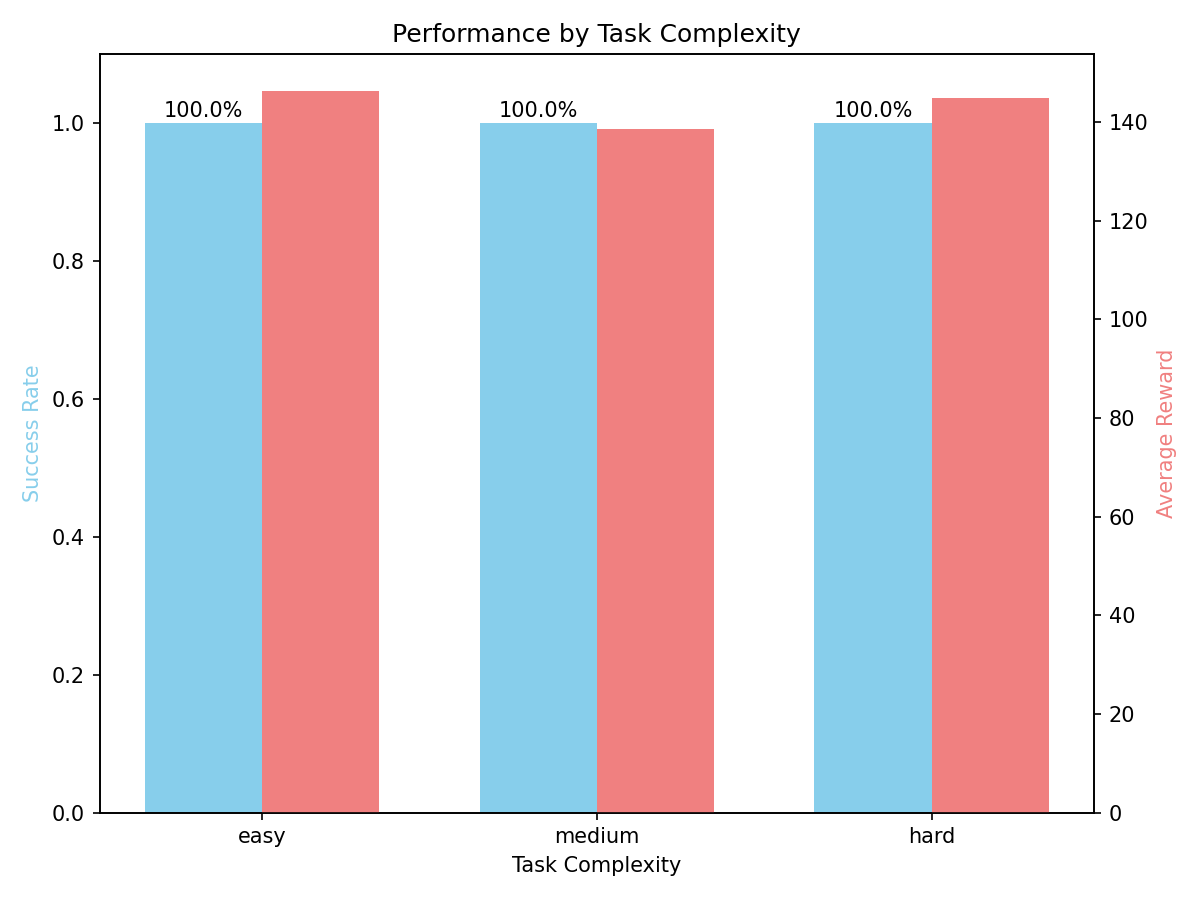 Performance by Task Complexity
100.0% 100.0% 100.0%
1.0
0.8
0.6
0.4
0.2
0.0
Success Rate
140
120
100
80
60
40
20
0
Average Reward
easy medium hard
Task Complexity